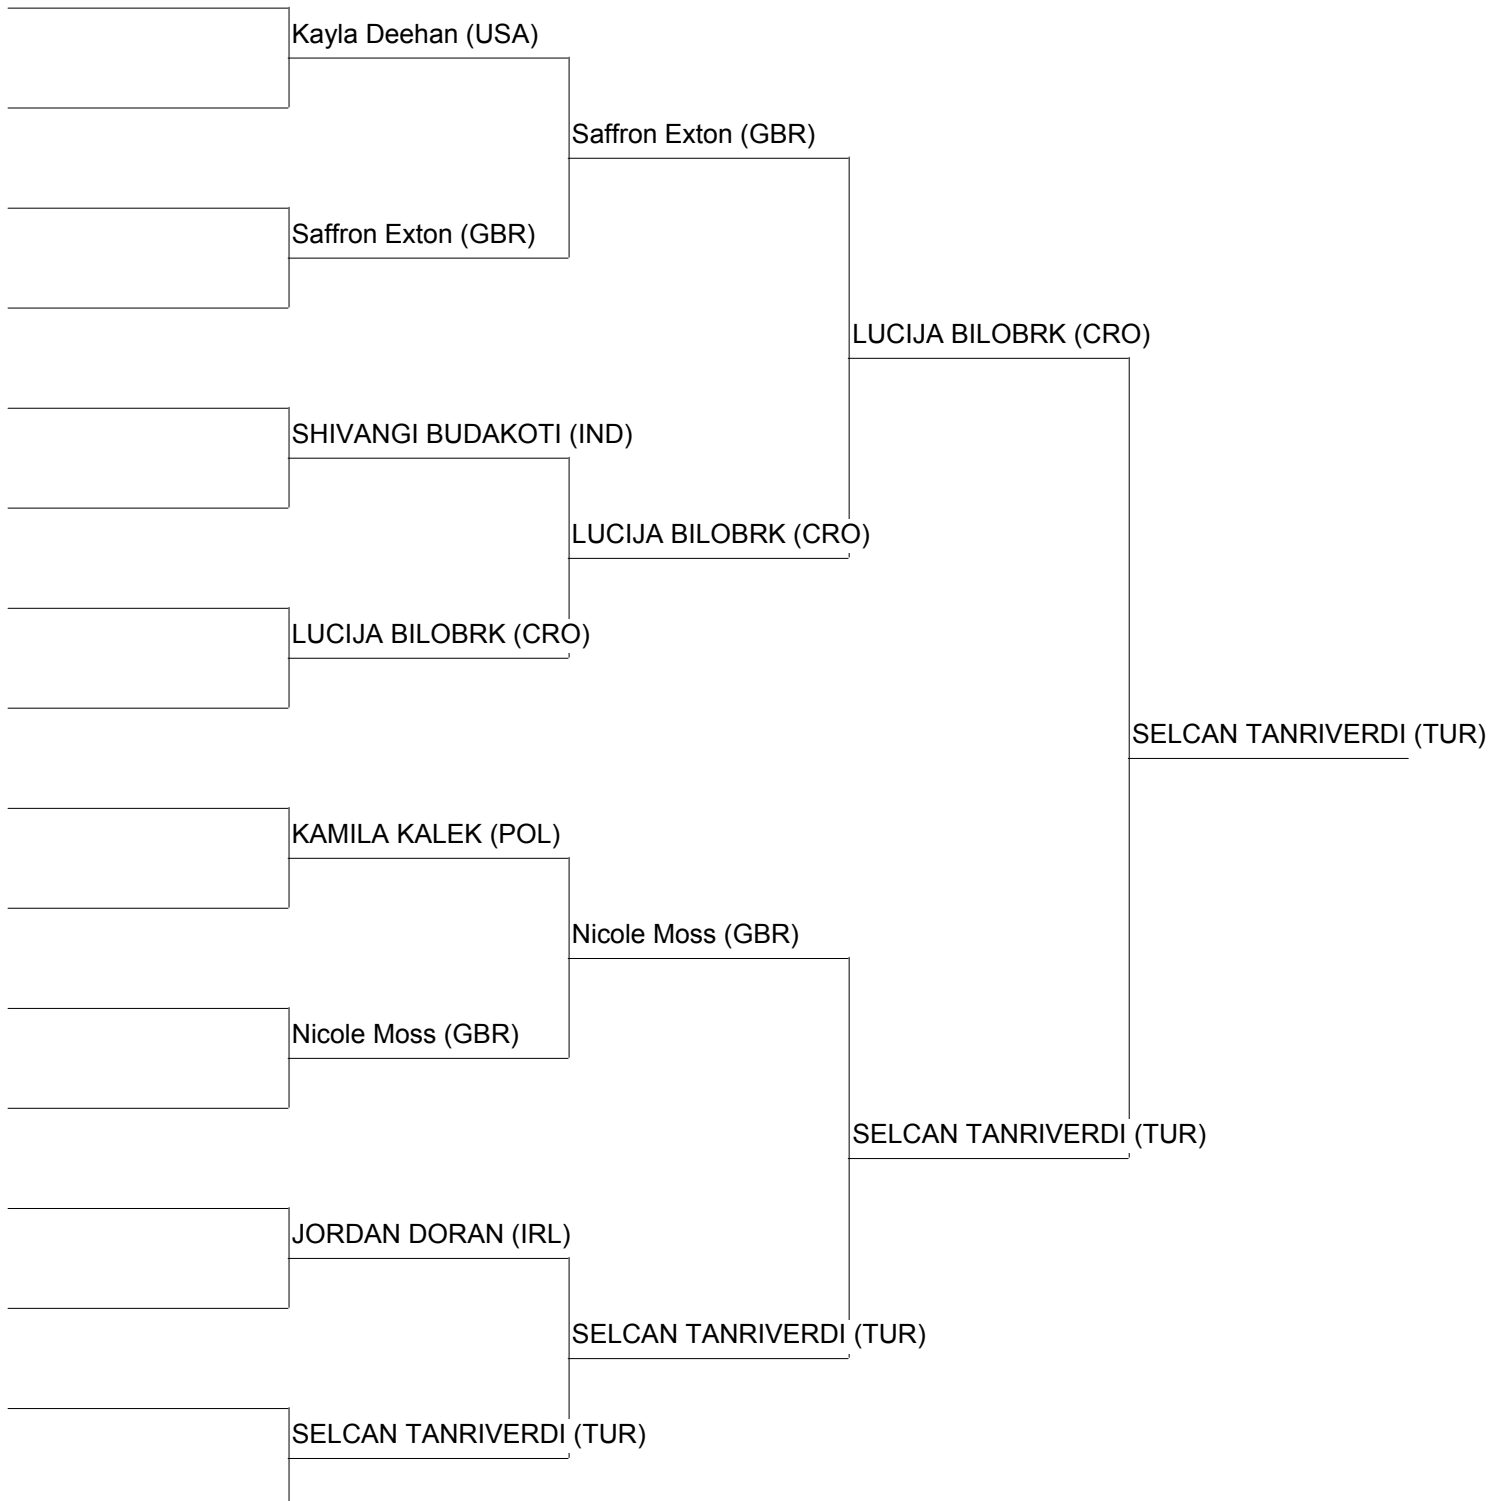 Kayla Deehan (USA)
Saffron Exton (GBR)
Saffron Exton (GBR)
LUCIJA BILOBRK (CRO)
SHIVANGI BUDAKOTI (IND)
LUCIJA BILOBRK (CRO)
LUCIJA BILOBRK (CRO)
SELCAN TANRIVERDI (TUR)
KAMILA KALEK (POL)
Nicole Moss (GBR)
Nicole Moss (GBR)
SELCAN TANRIVERDI (TUR)
JORDAN DORAN (IRL)
SELCAN TANRIVERDI (TUR)
SELCAN TANRIVERDI (TUR)